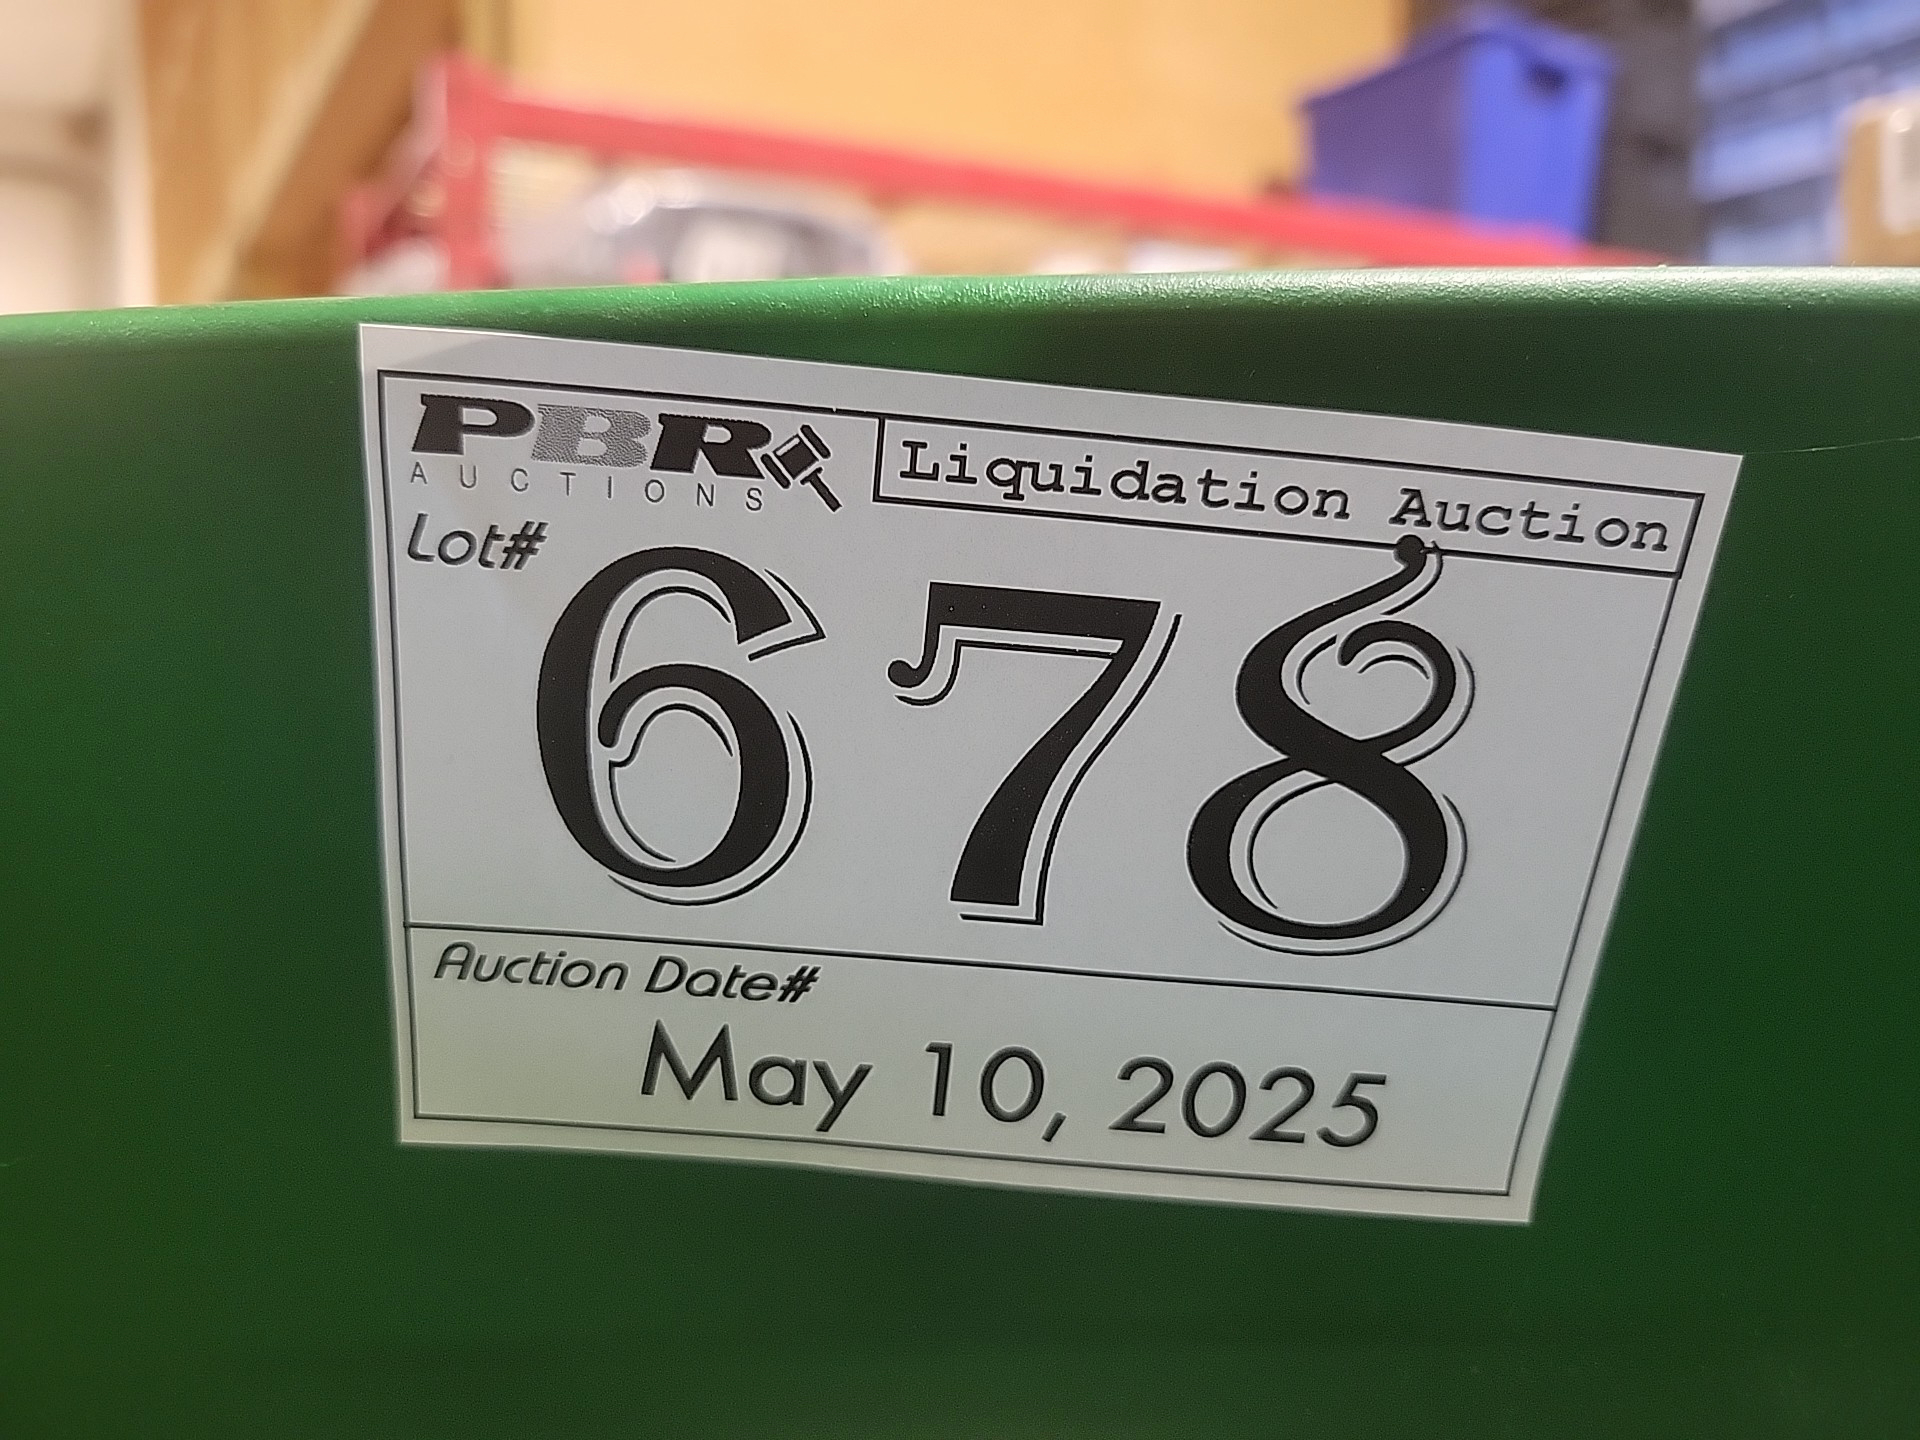 PBR
AUCTIONS
Liquidation Auction
Lot#
678
Auction Date#
May 10, 2025